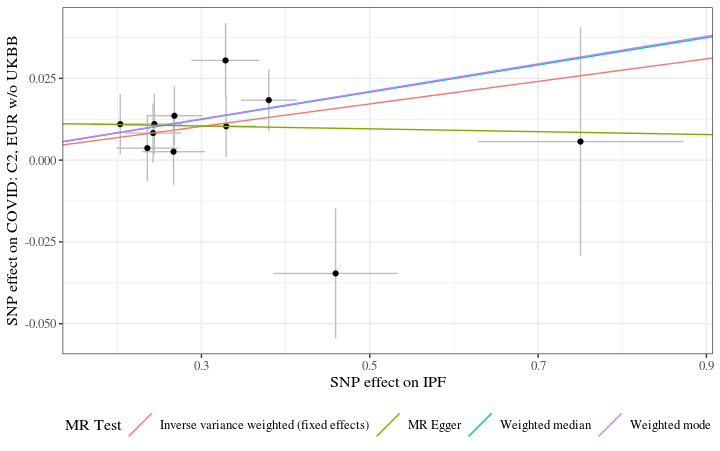 SNP effect on COVID: C2, EUR w/o UKBB
0.025
0.000
-0.025
-0.050
0.3 0.5 0.7 0.9
SNP effect on IPF
MR Test Inverse variance weighted (fixed effects) MR Egger Weighted median Weighted mode